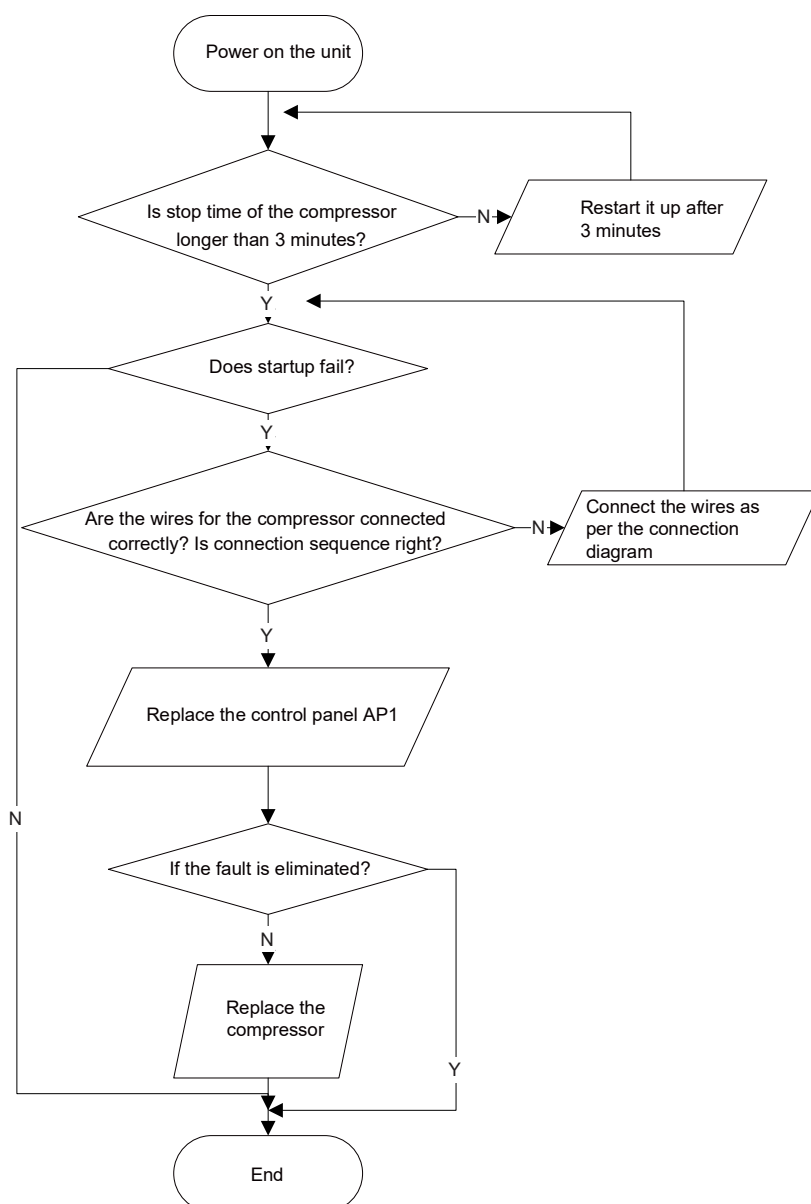 Power on the unit
Is stop time of the compressor
longer than 3 minutes?
N
Restart it up after
3 minutes
Y
Does startup fail?
Y
Are the wires for the compressor connected
correctly? Is connection sequence right?
N
Connect the wires as
per the connection
diagram
Y
Replace the control panel AP1
N
If the fault is eliminated?
N
Replace the
compressor
Y
End